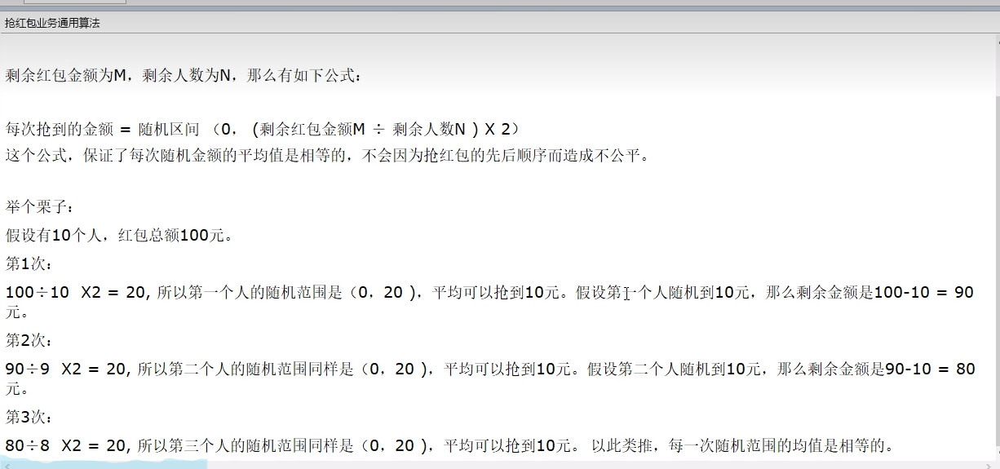 抢红包业务通用算法
剩余红包金额为M，剩余人数为N，那么有如下公式：
每次抢到的金额 = 随机区间 （0， (剩余红包金额M ÷ 剩余人数N ) X 2）
这个公式，保证了每次随机金额的平均值是相等的，不会因为抢红包的先后顺序而造成不公平。
举个栗子：
假设有10个人，红包总额100元。
第1次：
100÷10  X2 = 20, 所以第一个人的随机范围是（0，20 )，平均可以抢到10元。假设第一个人随机到10元，那么剩余金额是100-10 = 90
元。
第2次：
90÷9  X2 = 20, 所以第二个人的随机范围同样是（0，20 )，平均可以抢到10元。假设第二个人随机到10元，那么剩余金额是90-10 = 80
元。
第3次：
80÷8  X2 = 20, 所以第三个人的随机范围同样是（0，20 )，平均可以抢到10元。 以此类推，每一次随机范围的均值是相等的。